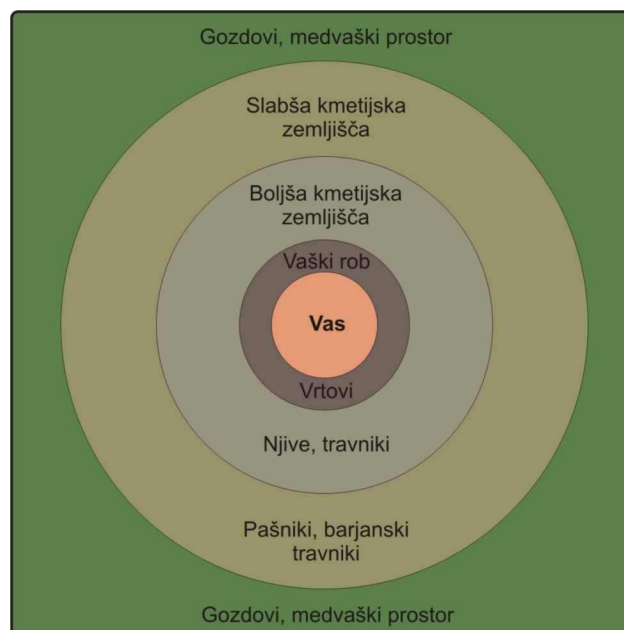 Gozdovi, medvaški prostor
Slabša kmetijska
zemljišča
Boljša kmetijska
zemljišča
Vaški rob
Vas
Vrtovi
Njive, travniki
Pašniki, barjanski
travniki
Gozdovi, medvaški prostor